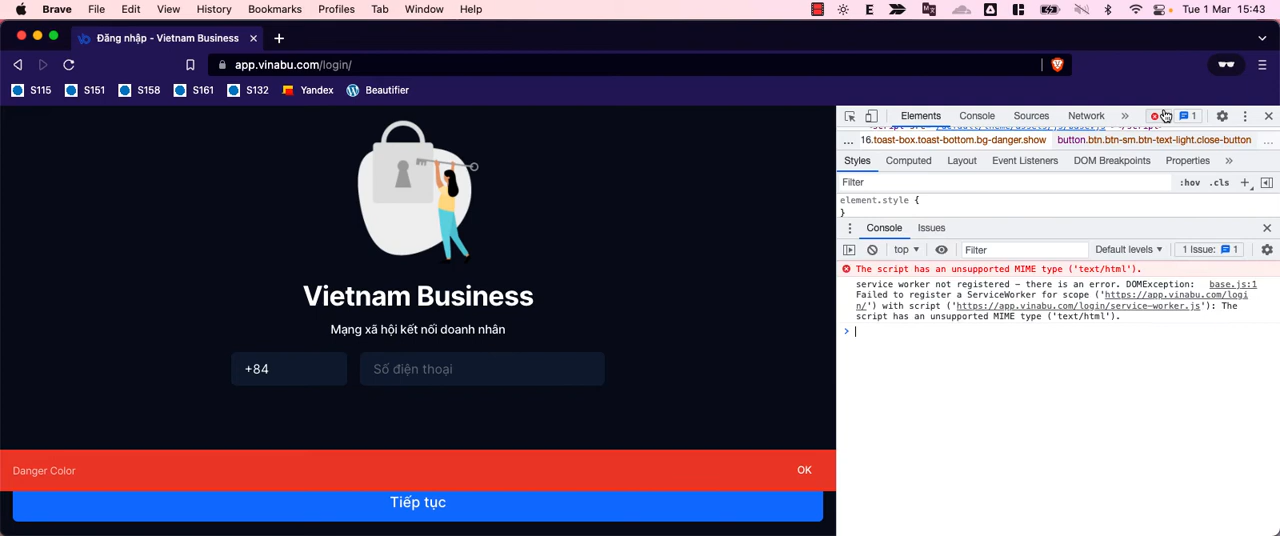 Brave File Edit View History Bookmarks Profiles Tab Window Help Tue 1 Mar 15:43
Đăng nhập - Vietnam Business
app.vinabu.com/login/
S115 S151 S158 S161 S132 Yandex Beautifier
Elements Console Sources Network 1
16.toast-box.toast-bottom.bg-danger.show button.btn.btn-sm.btn-text-light.close-button
Styles Computed Layout Event Listeners DOM Breakpoints Properties
Filter :hov .cls
element.style {
}
Console Issues
top Filter Default levels 1 Issue: 1
The script has an unsupported MIME type ('text/html').
service worker not registered - there is an error. DOMException: base.js:1
Failed to register a ServiceWorker for scope ('https://app.vinabu.com/logi
n/') with script ('https://app.vinabu.com/login/service-worker.js'): The
script has an unsupported MIME type ('text/html').
Vietnam Business
Mạng xã hội kết nối doanh nhân
+84 Số điện thoại
Danger Color OK
Tiếp tục